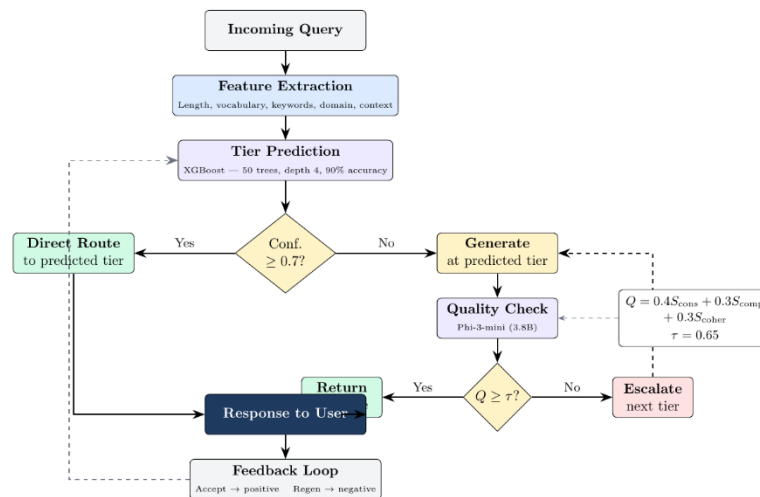 Incoming Query
Feature Extraction
Length, vocabulary, keywords, domain, context
Tier Prediction
XGBoost — 50 trees, depth 4, 90% accuracy
Direct Route
to predicted tier
Yes
Conf.
≥ 0.7?
No
Generate
at predicted tier
Quality Check
Phi-3-mini (3.8B)
Q = 0.4S_cons + 0.3S_comp
+ 0.3S_coher
τ = 0.65
Return
Yes
Q ≥ τ?
No
Escalate
next tier
Response to User
Feedback Loop
Accept → positive Regen → negative